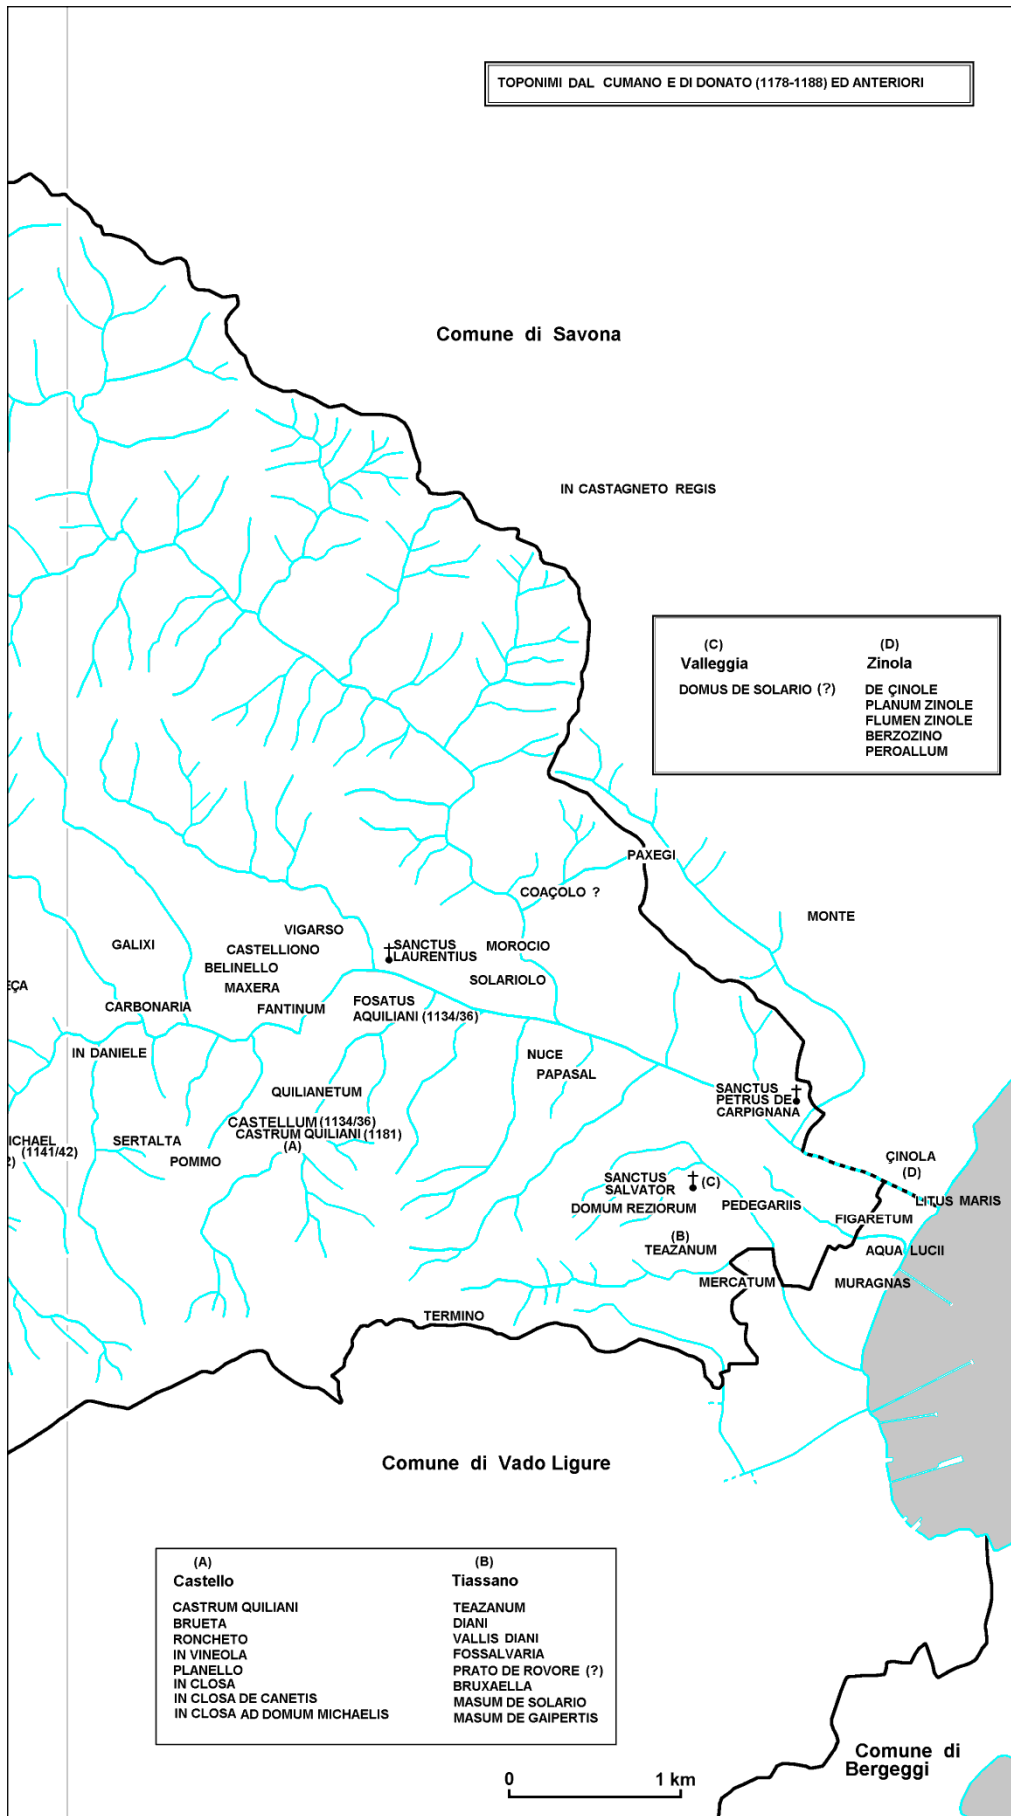 TOPONIMI DAL CUMANO E DI DONATO (1178-1188) ED ANTERIORI
Comune di Savona
IN CASTAGNETO REGIS
(C)
Valleggia
DOMUS DE SOLARIO (?)
(D)
Zinola
DE ÇINOLE
PLANUM ZINOLE
FLUMEN ZINOLE
BERZOZINO
PEROALLUM
PAXEGI
COAÇOLO ?
MONTE
VIGARSO
GALIXI
CASTELLIONO
SANCTUS
LAURENTIUS
MOROCIO
BELINELLO
SOLARIOLO
EÇA
MAXERA
CARBONARIA
FANTINUM
FOSATUS
AQUILIANI (1134/36)
IN DANIELE
NUCE
PAPASAL
QUILIANETUM
SANCTUS
PETRUS DE
CARPIGNANA
CASTELLUM (1134/36)
CASTRUM QUILIANI (1181)
(A)
ICHAEL
(1141/42)
2)
SERTALTA
POMMO
ÇINOLA
(D)
SANCTUS
SALVATOR
(C)
LITUS MARIS
DOMUM REZIORUM
PEDEGARIIS
FIGARETUM
(B)
TEAZANUM
AQUA LUCII
MERCATUM
MURAGNAS
TERMINO
Comune di Vado Ligure
(A)
Castello
CASTRUM QUILIANI
BRUETA
RONCHETO
IN VINEOLA
PLANELLO
IN CLOSA
IN CLOSA DE CANETIS
IN CLOSA AD DOMUM MICHAELIS
(B)
Tiassano
TEAZANUM
DIANI
VALLIS DIANI
FOSSALVARIA
PRATO DE ROVORE (?)
BRUXAELLA
MASUM DE SOLARIO
MASUM DE GAIPERTIS
Comune di
Bergeggi
0
1 km